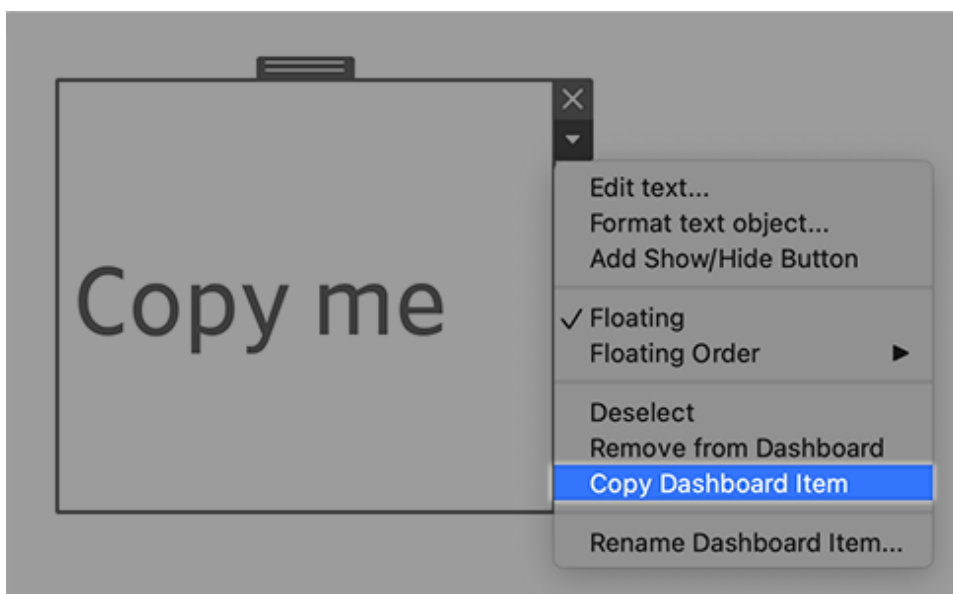 Copy me
Edit text...
Format text object...
Add Show/Hide Button
Floating
Floating Order
Deselect
Remove from Dashboard
Copy Dashboard Item
Rename Dashboard Item...